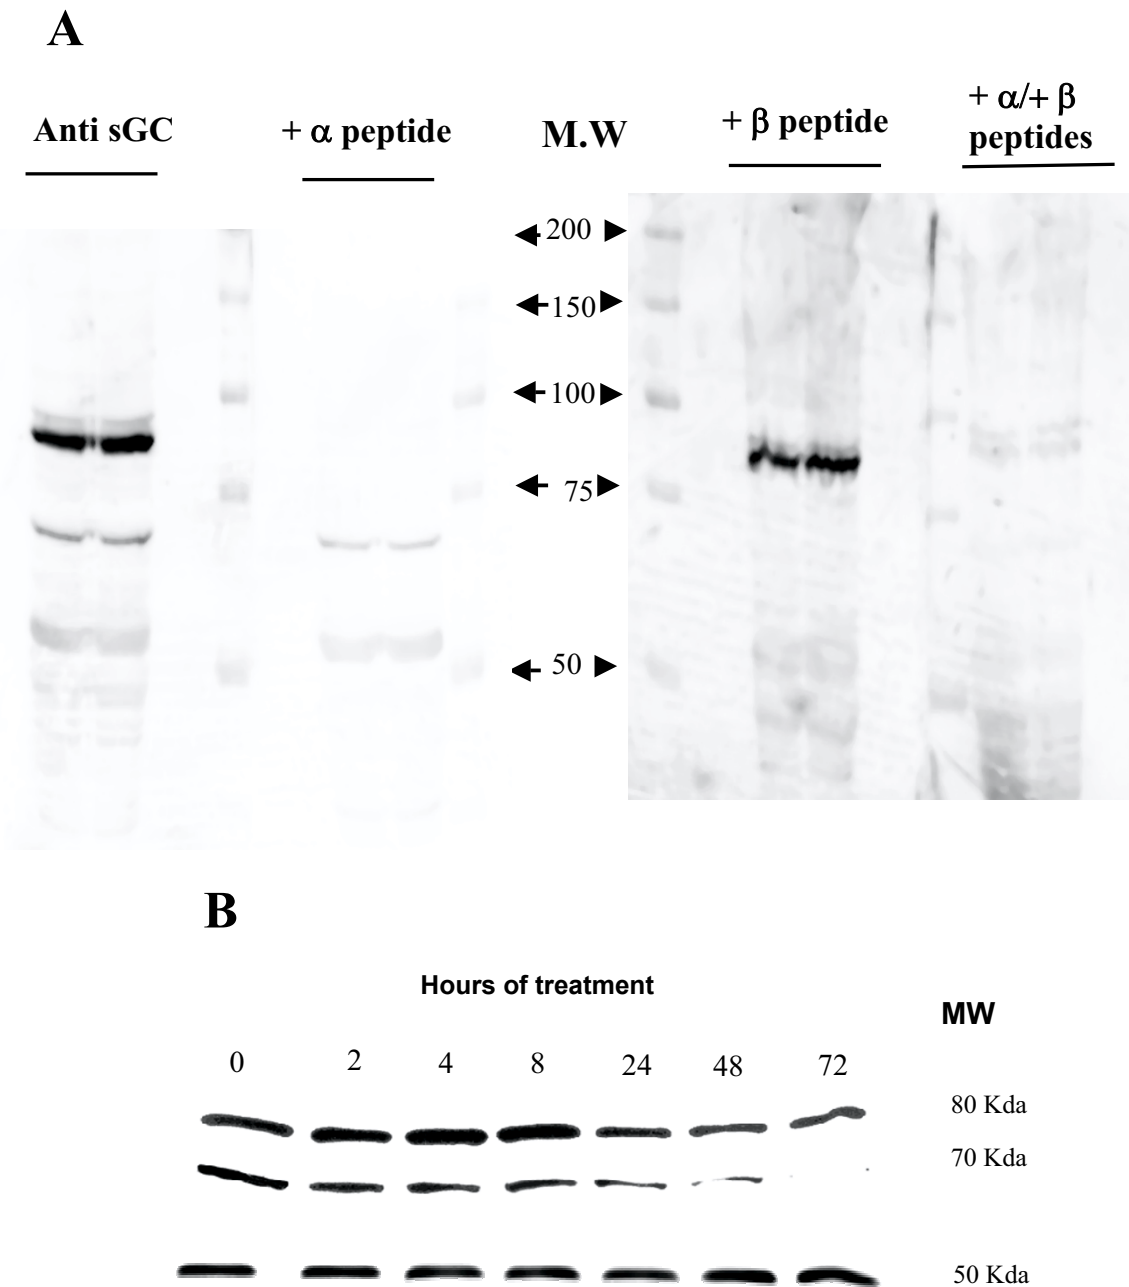 A
Anti sGC
+ α peptide
M.W
+ β peptide
+ α/+ β
peptides
200
150
100
75
50
B
Hours of treatment
MW
0 2 4 8 24 48 72
80 Kda
70 Kda
50 Kda